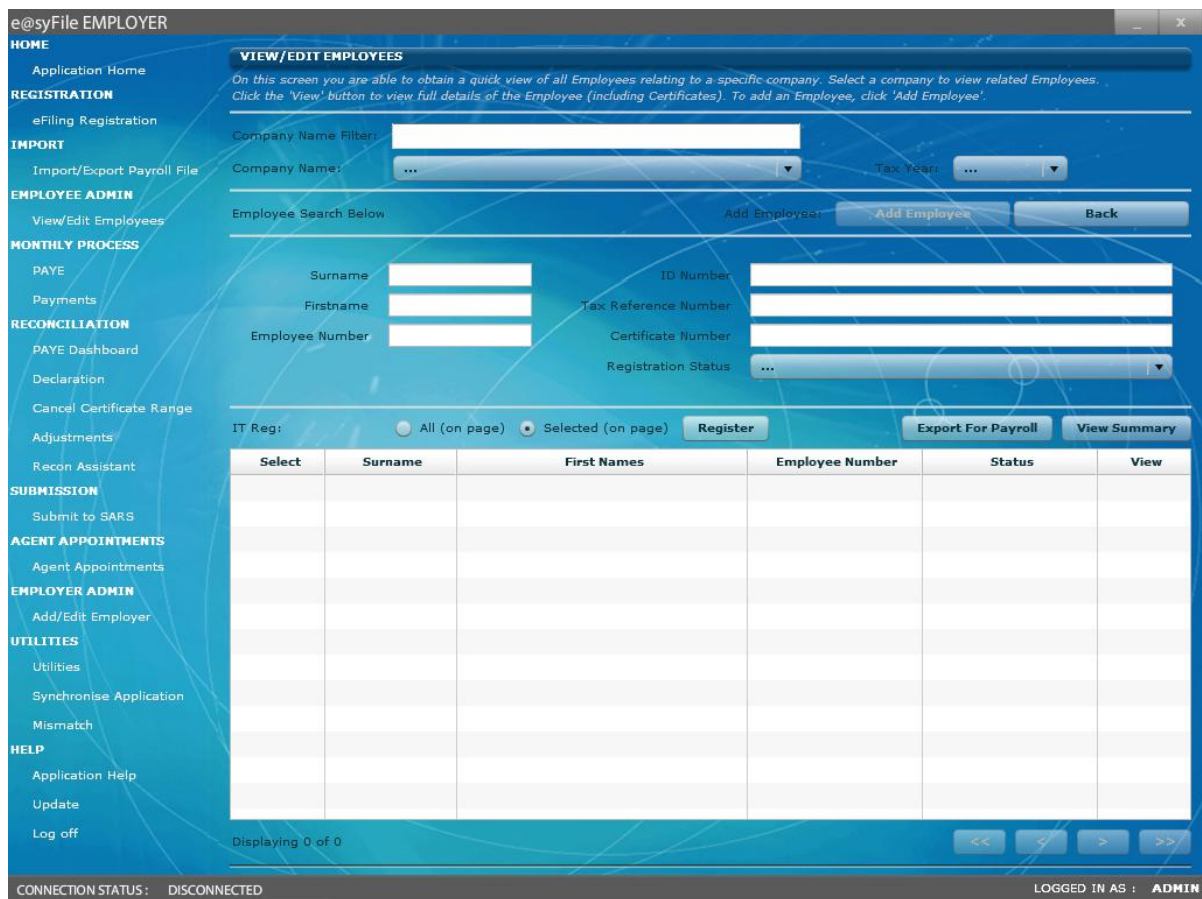 e@syFile EMPLOYER
_ X
HOME
Application Home
REGISTRATION
eFiling Registration
IMPORT
Import/Export Payroll File
EMPLOYEE ADMIN
View/Edit Employees
MONTHLY PROCESS
PAYE
Payments
RECONCILIATION
PAYE Dashboard
Declaration
Cancel Certificate Range
Adjustments
Recon Assistant
SUBMISSION
Submit to SARS
AGENT APPOINTMENTS
Agent Appointments
EMPLOYER ADMIN
Add/Edit Employer
UTILITIES
Utilities
Synchronise Application
Mismatch
HELP
Application Help
Update
Log off
VIEW/EDIT EMPLOYEES
On this screen you are able to obtain a quick view of all Employees relating to a specific company. Select a company to view related Employees.
Click the 'View' button to view full details of the Employee (including Certificates). To add an Employee, click 'Add Employee'.
Company Name Filter:
Company Name: ... Tax Year: ...
Employee Search Below Add Employee: Add Employee Back
Surname ID Number
Firstname Tax Reference Number
Employee Number Certificate Number
Registration Status ...
IT Reg: All (on page) Selected (on page) Register Export For Payroll View Summary
Select Surname First Names Employee Number Status View
Displaying 0 of 0 << < > >>
CONNECTION STATUS : DISCONNECTED LOGGED IN AS : ADMIN